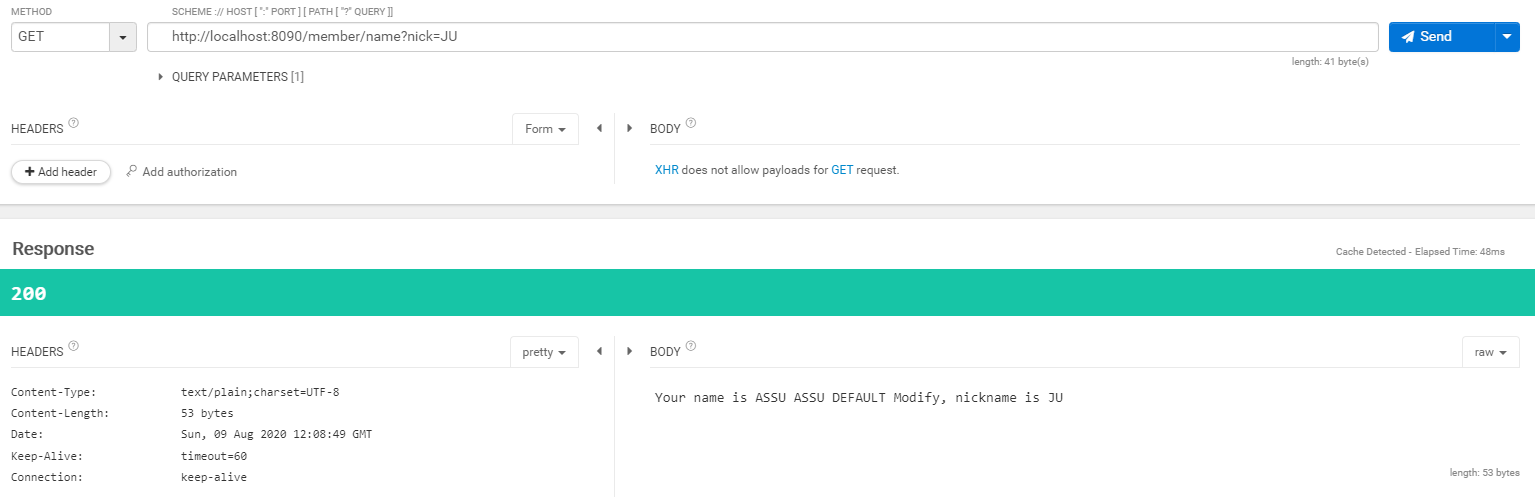 METHOD SCHEME :// HOST [ ":" PORT ] [ PATH [ "?" QUERY ]]
GET http://localhost:8090/member/name?nick=JU Send
length: 41 byte(s)
QUERY PARAMETERS [1]
HEADERS ? Form BODY ?
+ Add header Add authorization XHR does not allow payloads for GET request.
Response Cache Detected - Elapsed Time: 48ms
200
HEADERS ? pretty BODY ? raw
Content-Type: text/plain;charset=UTF-8 Your name is ASSU ASSU DEFAULT Modify, nickname is JU
Content-Length: 53 bytes
Date: Sun, 09 Aug 2020 12:08:49 GMT
Keep-Alive: timeout=60
Connection: keep-alive
length: 53 bytes